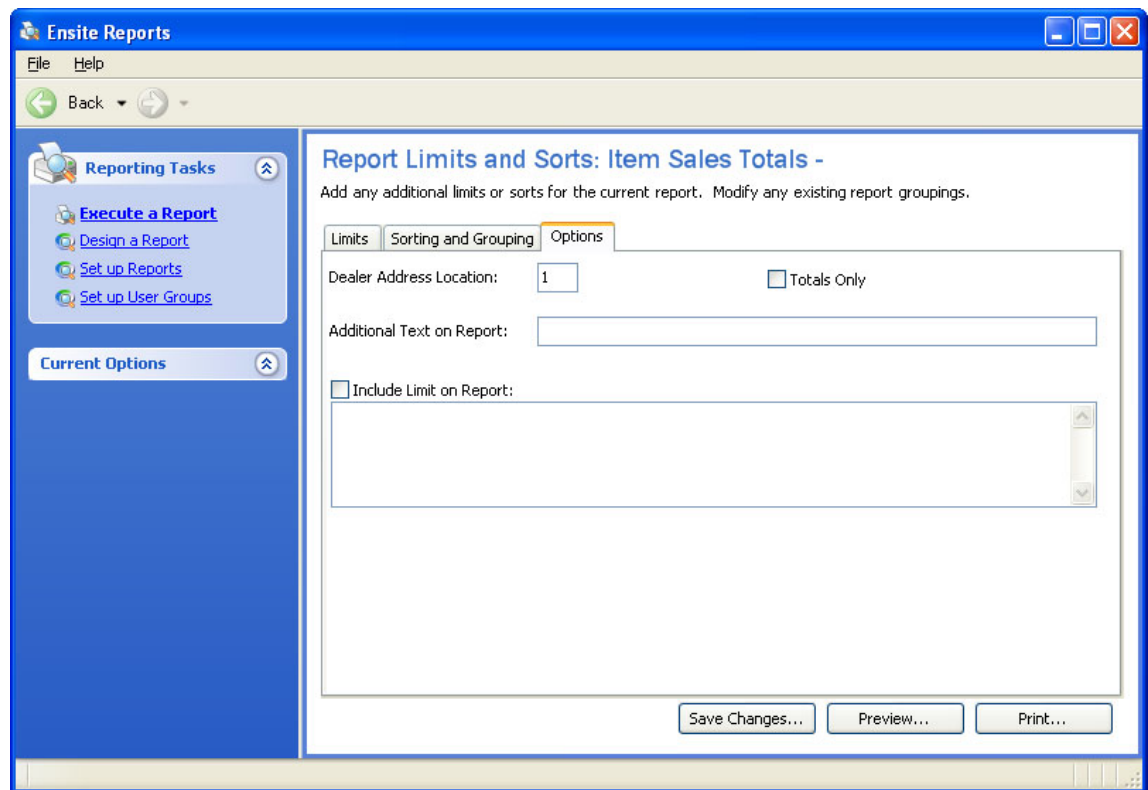 Ensite Reports
File Help
Back
Reporting Tasks
Execute a Report
Design a Report
Set up Reports
Set up User Groups
Current Options
Report Limits and Sorts: Item Sales Totals -
Add any additional limits or sorts for the current report. Modify any existing report groupings.
Limits Sorting and Grouping Options
Dealer Address Location: 1 Totals Only
Additional Text on Report:
Include Limit on Report:
Save Changes... Preview... Print...